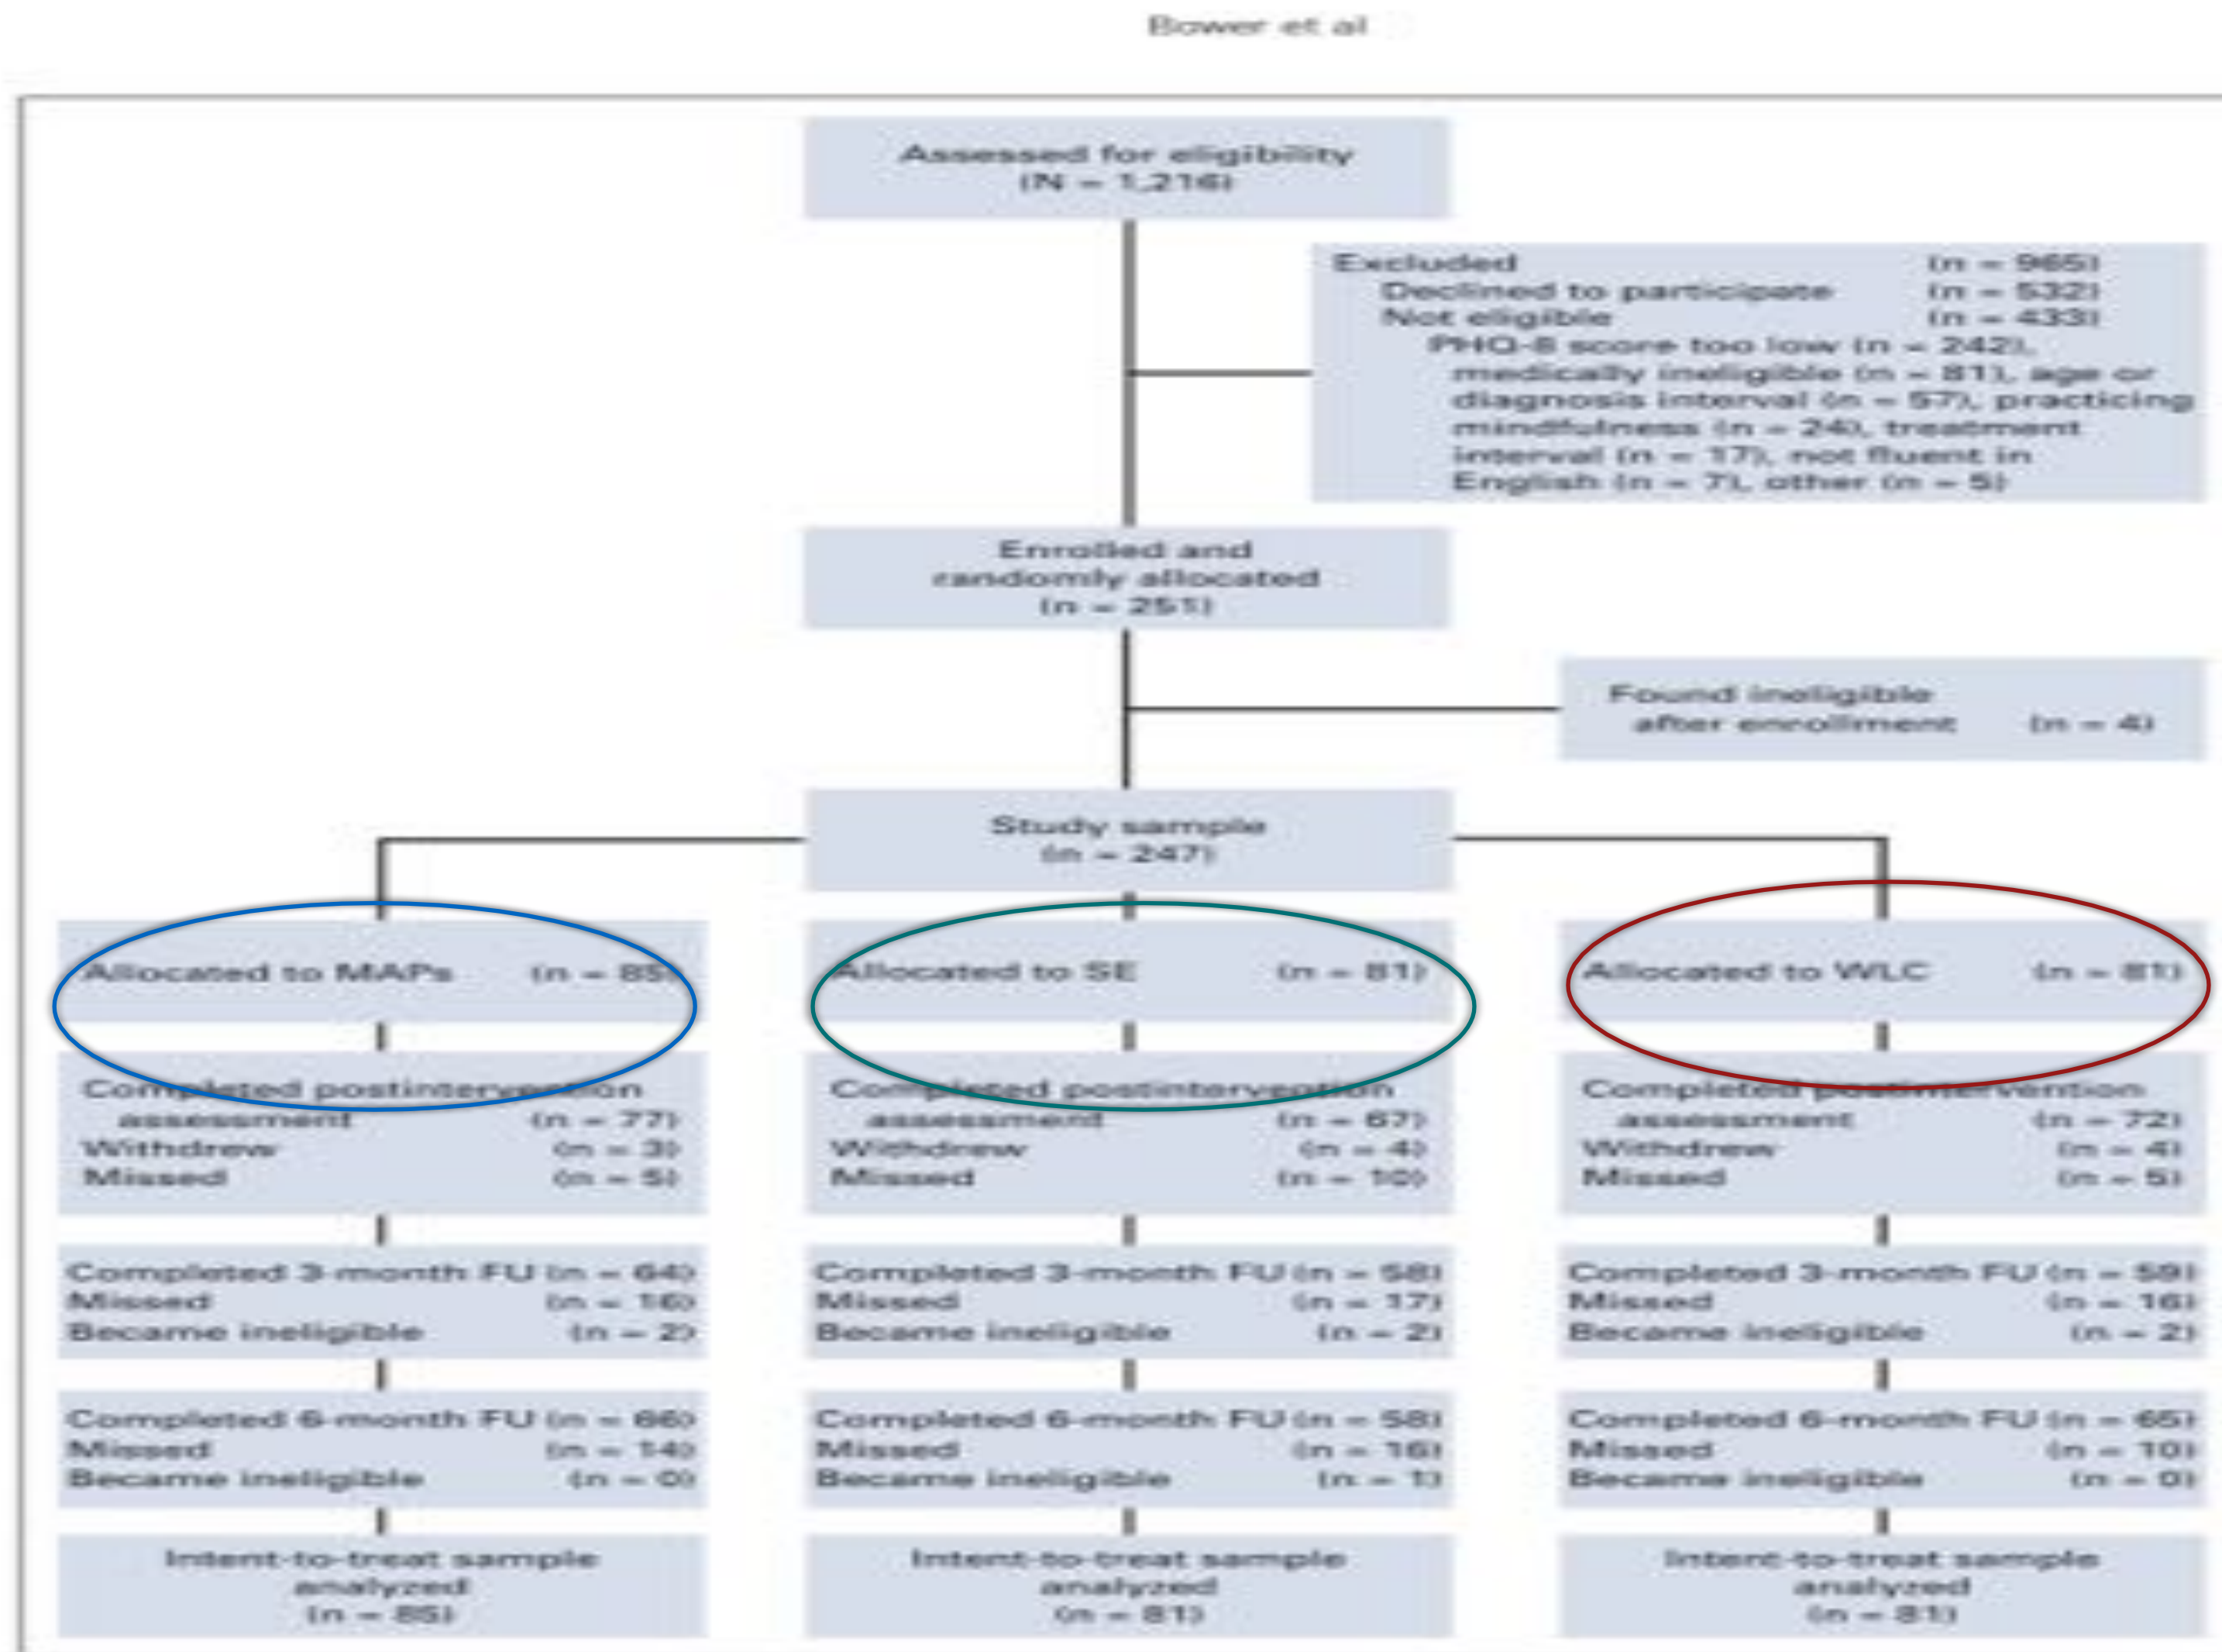 Bower et al
Assessed for eligibility
(N = 1,216)
Excluded (n = 965)
Declined to participate (n = 532)
Not eligible (n = 433)
PHQ-8 score too low (n = 242),
medically ineligible (n = 81), age or
diagnosis interval (n = 57), practicing
mindfulness (n = 24), treatment
interval (n = 17), not fluent in
English (n = 7), other (n = 5)
Enrolled and
randomly allocated
(n = 251)
Found ineligible
after enrollment (n = 4)
Study sample
(n = 247)
Allocated to MAPs (n = 85)
Completed postintervention
assessment (n = 77)
Withdrew (n = 3)
Missed (n = 5)
Completed 3-month FU (n = 64)
Missed (n = 16)
Became ineligible (n = 2)
Completed 6-month FU (n = 66)
Missed (n = 14)
Became ineligible (n = 0)
Intent-to-treat sample
analyzed
(n = 85)
Allocated to SE (n = 81)
Completed postintervention
assessment (n = 67)
Withdrew (n = 4)
Missed (n = 10)
Completed 3-month FU (n = 58)
Missed (n = 17)
Became ineligible (n = 2)
Completed 6-month FU (n = 58)
Missed (n = 16)
Became ineligible (n = 1)
Intent-to-treat sample
analyzed
(n = 81)
Allocated to WLC (n = 81)
Completed postintervention
assessment (n = 72)
Withdrew (n = 4)
Missed (n = 5)
Completed 3-month FU (n = 59)
Missed (n = 16)
Became ineligible (n = 2)
Completed 6-month FU (n = 65)
Missed (n = 10)
Became ineligible (n = 0)
Intent-to-treat sample
analyzed
(n = 81)